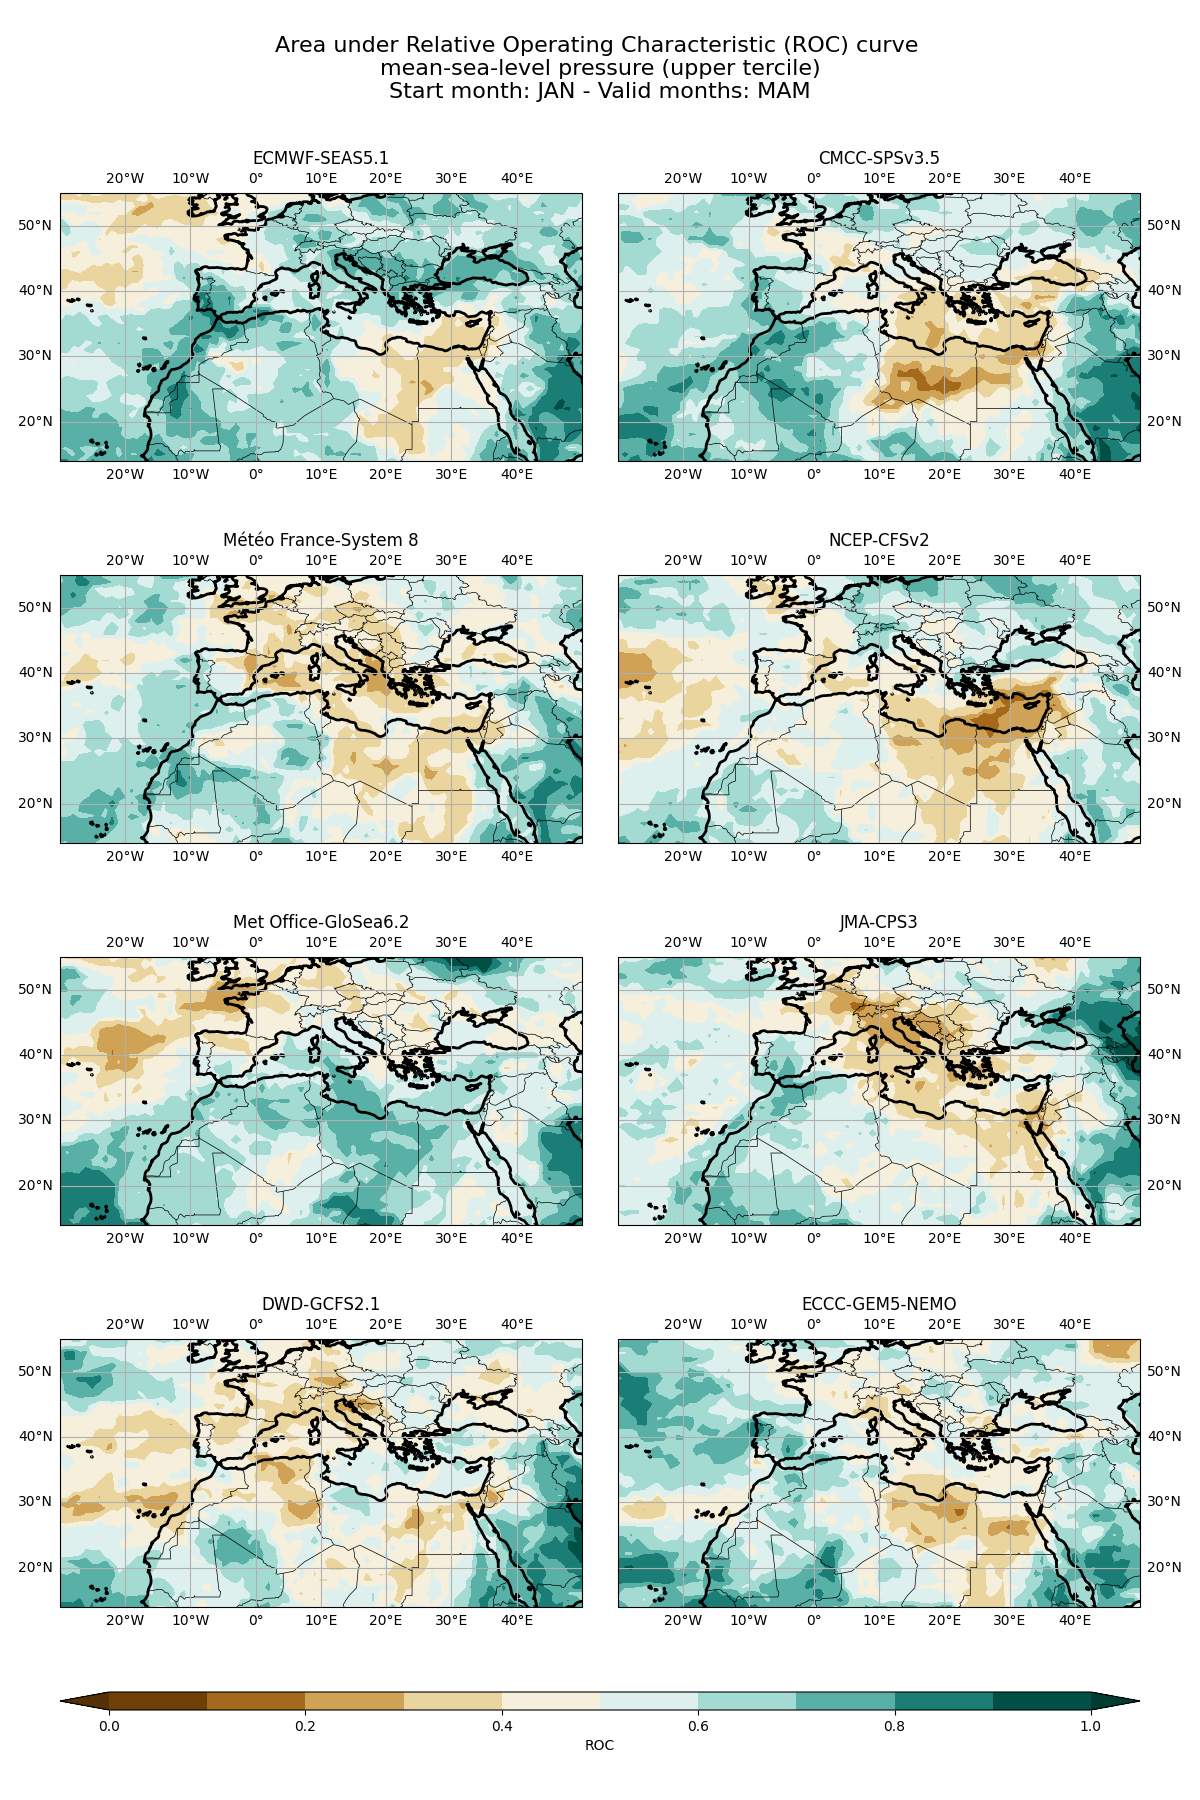 Area under Relative Operating Characteristic (ROC) curve
mean-sea-level pressure (upper tercile)
Start month: JAN - Valid months: MAM
ECMWF-SEAS5.1
20°W 10°W 0° 10°E 20°E 30°E 40°E
50°N
40°N
30°N
20°N
20°W 10°W 0° 10°E 20°E 30°E 40°E
CMCC-SPSv3.5
20°W 10°W 0° 10°E 20°E 30°E 40°E
50°N
40°N
30°N
20°N
20°W 10°W 0° 10°E 20°E 30°E 40°E
Météo France-System 8
20°W 10°W 0° 10°E 20°E 30°E 40°E
50°N
40°N
30°N
20°N
20°W 10°W 0° 10°E 20°E 30°E 40°E
NCEP-CFSv2
20°W 10°W 0° 10°E 20°E 30°E 40°E
50°N
40°N
30°N
20°N
20°W 10°W 0° 10°E 20°E 30°E 40°E
Met Office-GloSea6.2
20°W 10°W 0° 10°E 20°E 30°E 40°E
50°N
40°N
30°N
20°N
20°W 10°W 0° 10°E 20°E 30°E 40°E
JMA-CPS3
20°W 10°W 0° 10°E 20°E 30°E 40°E
50°N
40°N
30°N
20°N
20°W 10°W 0° 10°E 20°E 30°E 40°E
DWD-GCFS2.1
20°W 10°W 0° 10°E 20°E 30°E 40°E
50°N
40°N
30°N
20°N
20°W 10°W 0° 10°E 20°E 30°E 40°E
ECCC-GEM5-NEMO
20°W 10°W 0° 10°E 20°E 30°E 40°E
50°N
40°N
30°N
20°N
20°W 10°W 0° 10°E 20°E 30°E 40°E
0.0 0.2 0.4 0.6 0.8 1.0
ROC